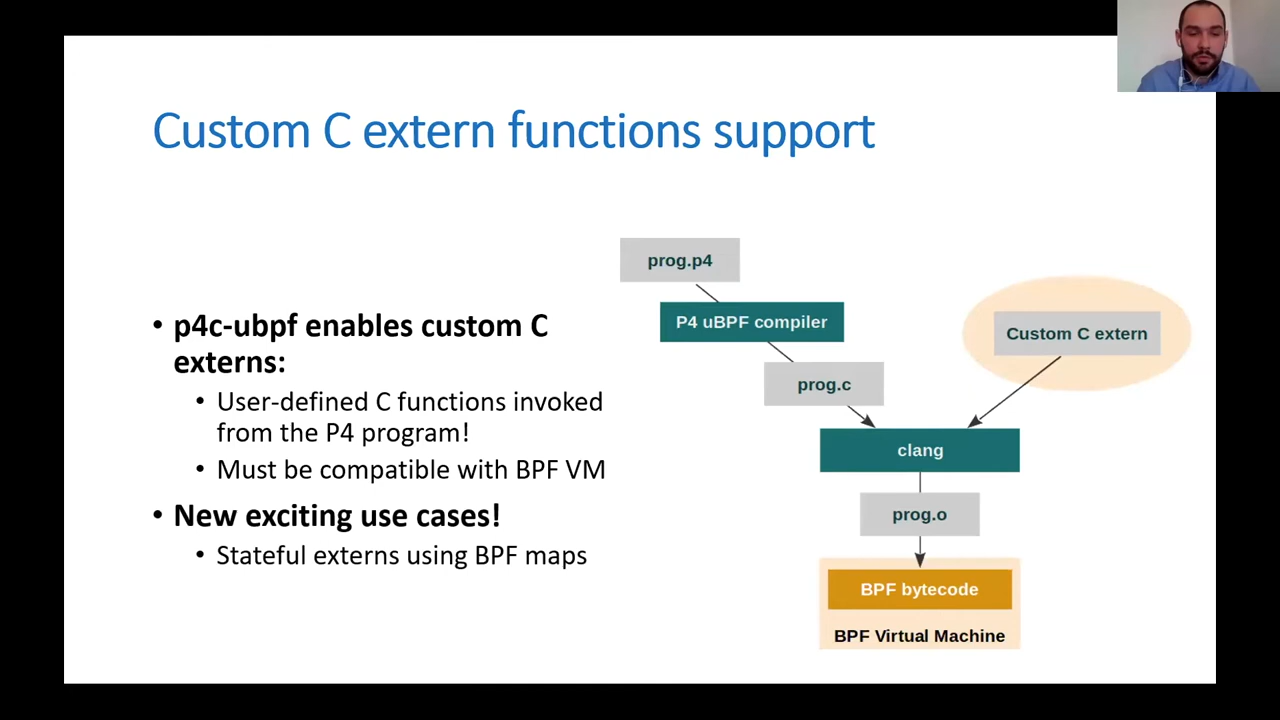 Custom C extern functions support
• p4c-ubpf enables custom C
externs:
• User-defined C functions invoked
from the P4 program!
• Must be compatible with BPF VM
• New exciting use cases!
• Stateful externs using BPF maps
prog.p4
P4 uBPF compiler
Custom C extern
prog.c
clang
prog.o
BPF bytecode
BPF Virtual Machine